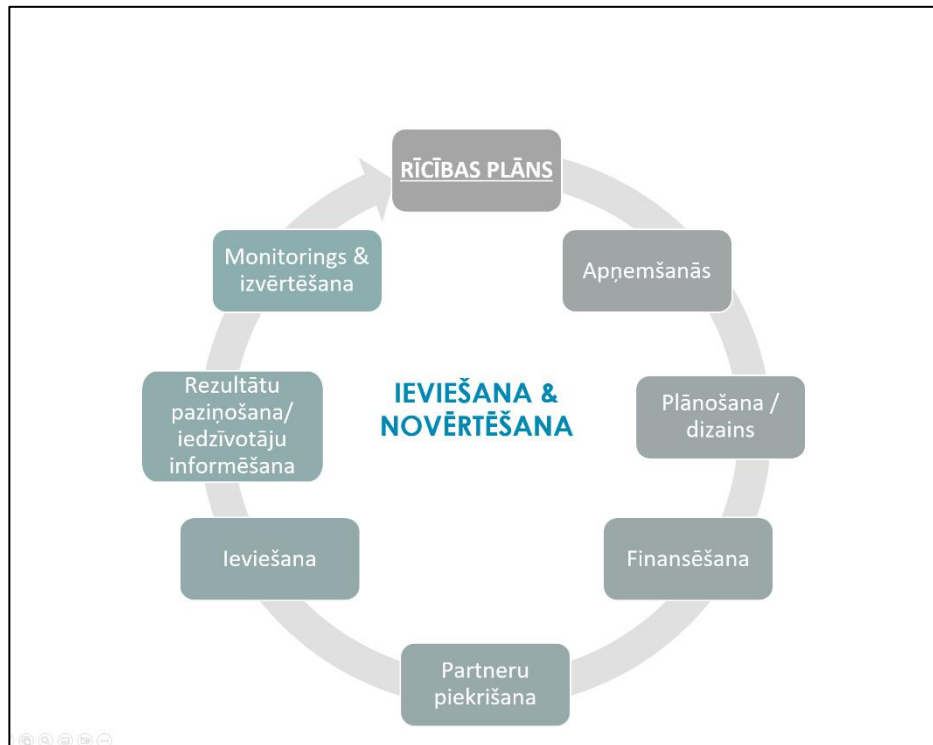 RĪCĪBAS PLĀNS
Apņemšanās
Plānošana /
dizains
Finansēšana
Partneru
piekrišana
Ieviešana
Rezultātu
paziņošana/
iedzīvotāju
informēšana
Monitorings &
izvērtēšana
IEVIEŠANA &
NOVĒRTĒŠANA